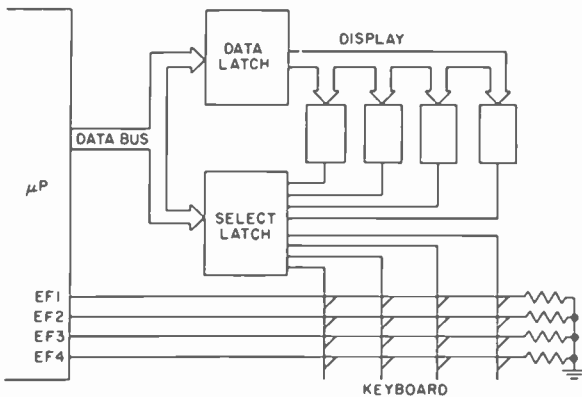 DATA
LATCH
DISPLAY
DATA BUS
μP
SELECT
LATCH
EF1
EF2
EF3
EF4
KEYBOARD